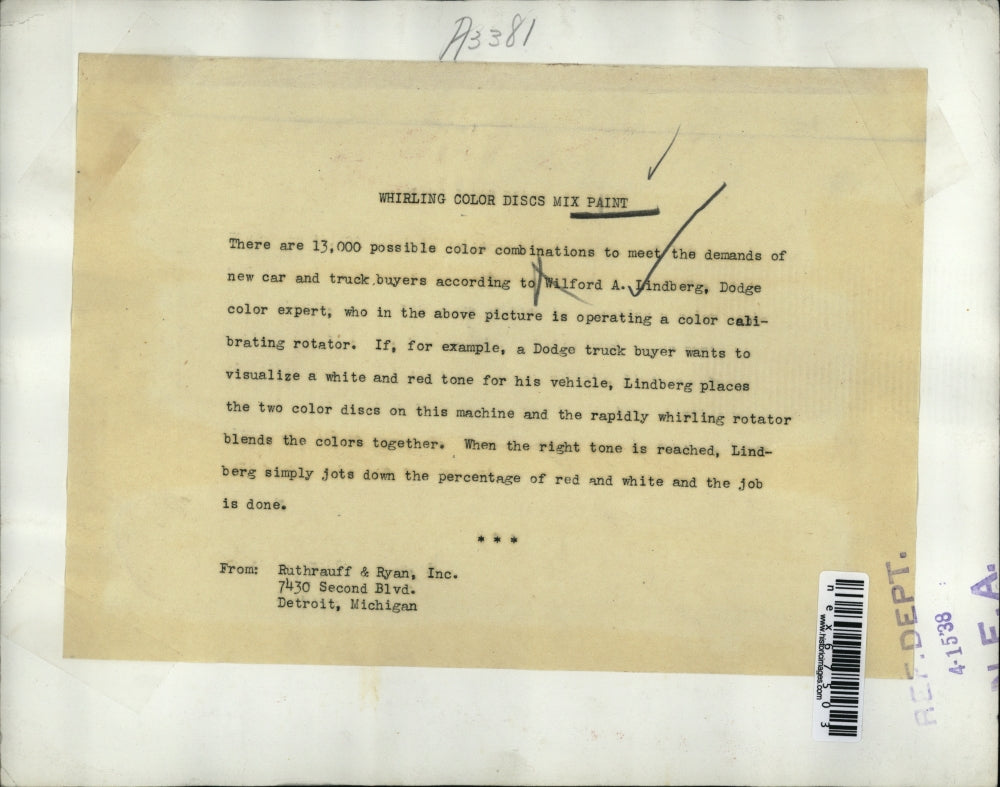 A3381
WHIRLING COLOR DISCS MIX PAINT
There are 13,000 possible color combinations to meet the demands of
new car and truck buyers according to Wilford A. Lindberg, Dodge
color expert, who in the above picture is operating a color cali-
brating rotator. If, for example, a Dodge truck buyer wants to
visualize a white and red tone for his vehicle, Lindberg places
the two color discs on this machine and the rapidly whirling rotator
blends the colors together. When the right tone is reached, Lind-
berg simply jots down the percentage of red and white and the job
is done.
* * *
From: Ruthrauff & Ryan, Inc.
7430 Second Blvd.
Detroit, Michigan
nex67503
www.historicimages.com
REF. DEPT.
4-15-38
N.E.A.